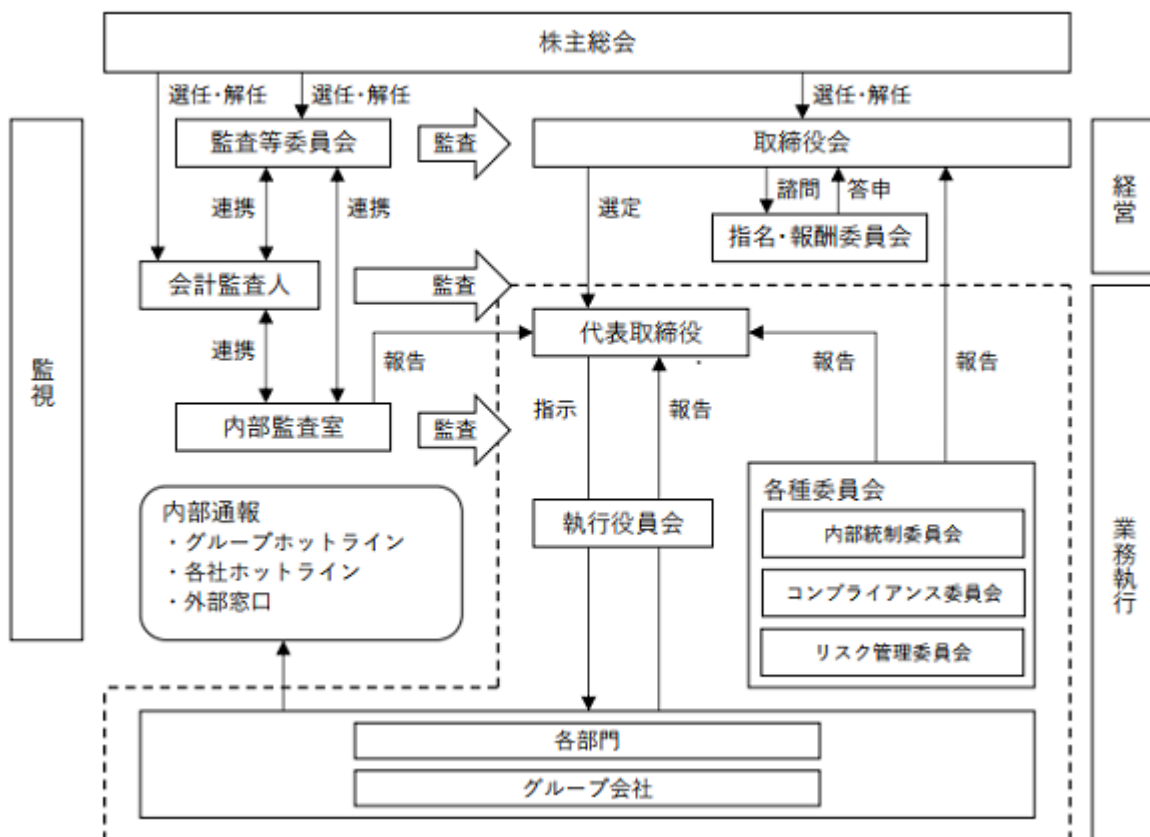 株主総会
選任・解任
選任・解任
選任・解任
監査等委員会
監査
取締役会
連携
連携
選定
諮問
答申
指名・報酬委員会
経営
会計監査人
監査
代表取締役
連携
報告
報告
報告
監視
内部監査室
監査
指示
報告
内部通報
・グループホットライン
・各社ホットライン
・外部窓口
執行役員会
各種委員会
内部統制委員会
コンプライアンス委員会
リスク管理委員会
業務執行
各部門
グループ会社